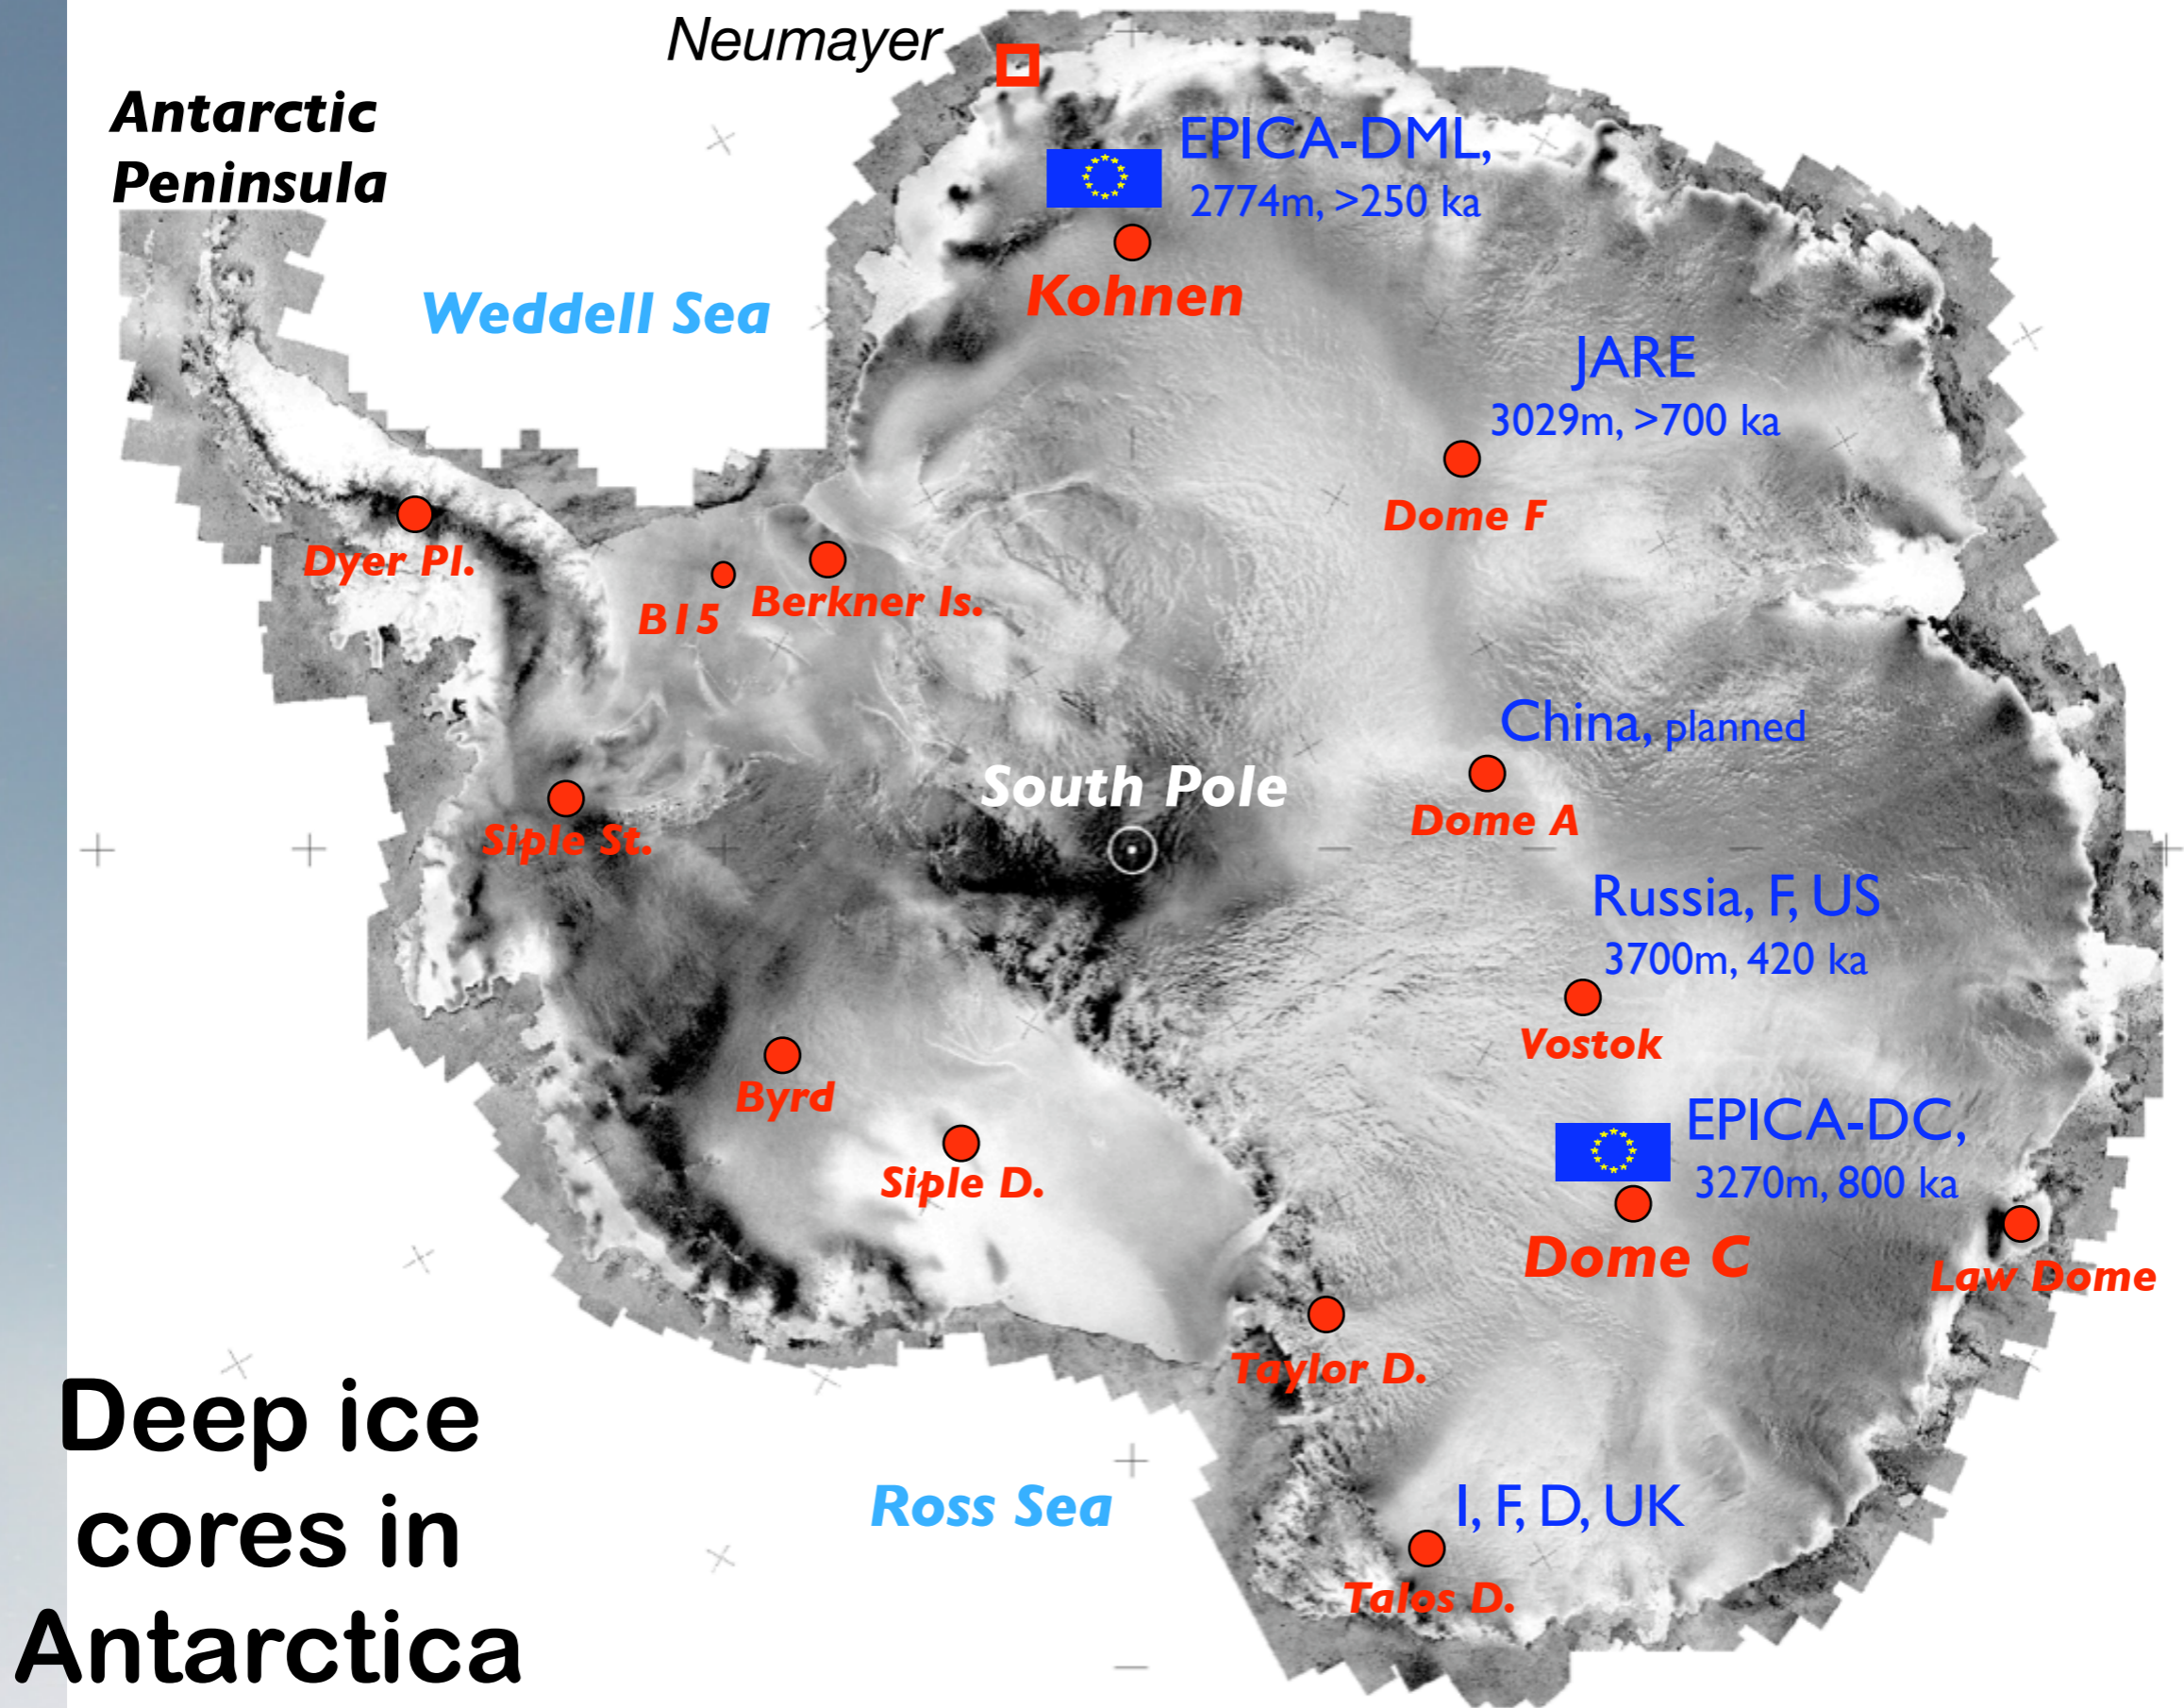 Neumayer
Antarctic
Peninsula
EPICA-DML,
2774m, >250 ka
Kohnen
Weddell Sea
JARE
3029m, >700 ka
Dome F
Dyer Pl.
B15
Berkner Is.
China, planned
South Pole
Dome A
Siple St.
Russia, F, US
3700m, 420 ka
Vostok
Byrd
EPICA-DC,
3270m, 800 ka
Siple D.
Dome C
Law Dome
Taylor D.
Deep ice
cores in
Antarctica
Ross Sea
I, F, D, UK
Talos D.